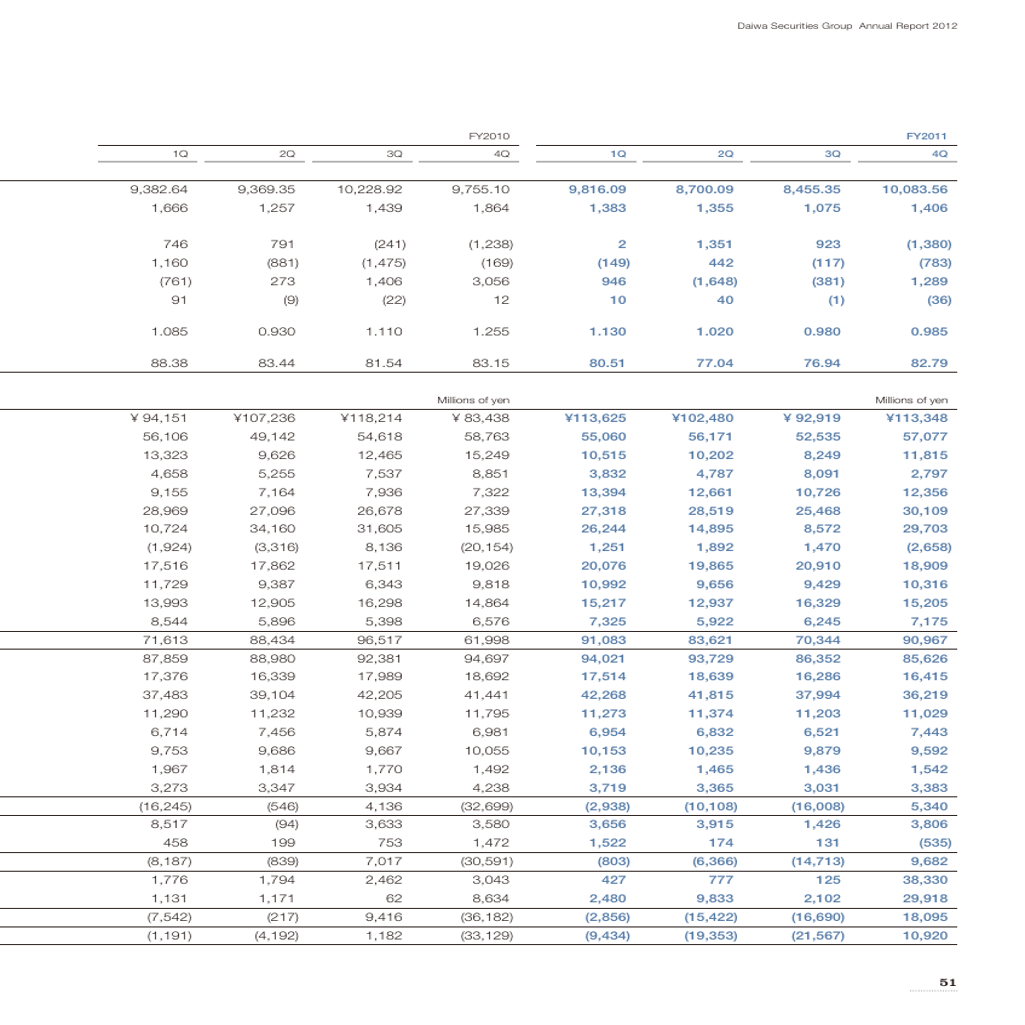 Daiwa Securities Group Annual Report 2012
FY2010 FY2011
1Q 2Q 3Q 4Q 1Q 2Q 3Q 4Q
9,382.64 9,369.35 10,228.92 9,755.10 9,816.09 8,700.09 8,455.35 10,083.56
1,666 1,257 1,439 1,864 1,383 1,355 1,075 1,406
746 791 (241) (1,238) 2 1,351 923 (1,380)
1,160 (881) (1,475) (169) (149) 442 (117) (783)
(761) 273 1,406 3,056 946 (1,648) (381) 1,289
91 (9) (22) 12 10 40 (1) (36)
1.085 0.930 1.110 1.255 1.130 1.020 0.980 0.985
88.38 83.44 81.54 83.15 80.51 77.04 76.94 82.79
Millions of yen Millions of yen
¥ 94,151 ¥107,236 ¥118,214 ¥ 83,438 ¥113,625 ¥102,480 ¥ 92,919 ¥113,348
56,106 49,142 54,618 58,763 55,060 56,171 52,535 57,077
13,323 9,626 12,465 15,249 10,515 10,202 8,249 11,815
4,658 5,255 7,537 8,851 3,832 4,787 8,091 2,797
9,155 7,164 7,936 7,322 13,394 12,661 10,726 12,356
28,969 27,096 26,678 27,339 27,318 28,519 25,468 30,109
10,724 34,160 31,605 15,985 26,244 14,895 8,572 29,703
(1,924) (3,316) 8,136 (20,154) 1,251 1,892 1,470 (2,658)
17,516 17,862 17,511 19,026 20,076 19,865 20,910 18,909
11,729 9,387 6,343 9,818 10,992 9,656 9,429 10,316
13,993 12,905 16,298 14,864 15,217 12,937 16,329 15,205
8,544 5,896 5,398 6,576 7,325 5,922 6,245 7,175
71,613 88,434 96,517 61,998 91,083 83,621 70,344 90,967
87,859 88,980 92,381 94,697 94,021 93,729 86,352 85,626
17,376 16,339 17,989 18,692 17,514 18,639 16,286 16,415
37,483 39,104 42,205 41,441 42,268 41,815 37,994 36,219
11,290 11,232 10,939 11,795 11,273 11,374 11,203 11,029
6,714 7,456 5,874 6,981 6,954 6,832 6,521 7,443
9,753 9,686 9,667 10,055 10,153 10,235 9,879 9,592
1,967 1,814 1,770 1,492 2,136 1,465 1,436 1,542
3,273 3,347 3,934 4,238 3,719 3,365 3,031 3,383
(16,245) (546) 4,136 (32,699) (2,938) (10,108) (16,008) 5,340
8,517 (94) 3,633 3,580 3,656 3,915 1,426 3,806
458 199 753 1,472 1,522 174 131 (535)
(8,187) (839) 7,017 (30,591) (803) (6,366) (14,713) 9,682
1,776 1,794 2,462 3,043 427 777 125 38,330
1,131 1,171 62 8,634 2,480 9,833 2,102 29,918
(7,542) (217) 9,416 (36,182) (2,856) (15,422) (16,690) 18,095
(1,191) (4,192) 1,182 (33,129) (9,434) (19,353) (21,567) 10,920
51